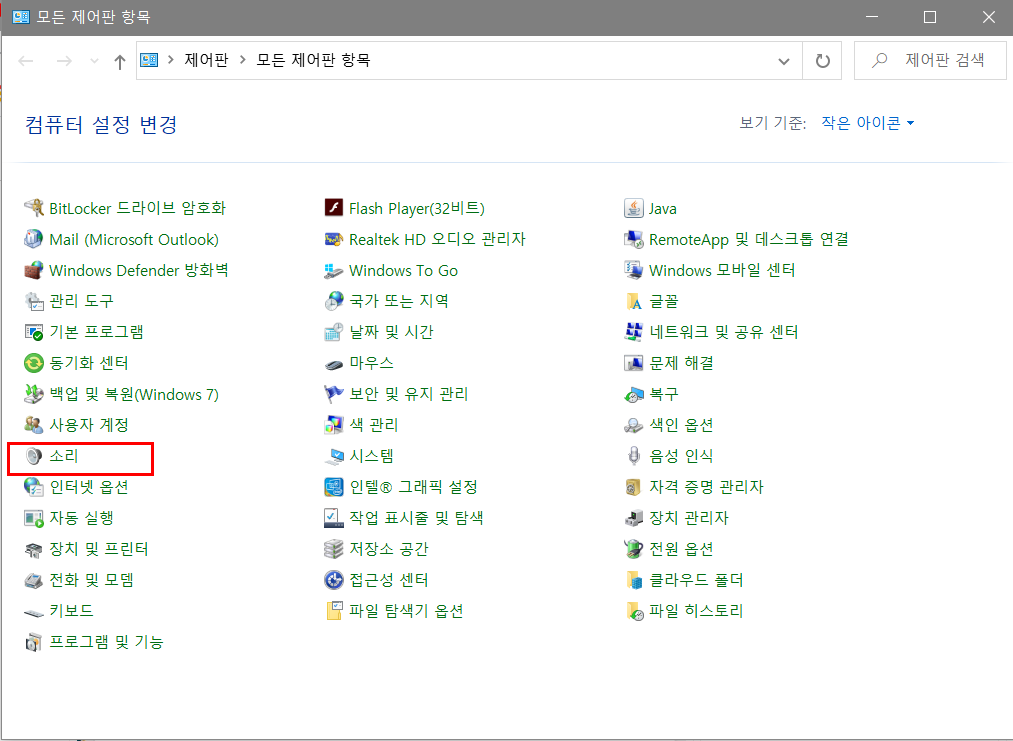 모든 제어판 항목
제어판 > 모든 제어판 항목
제어판 검색
컴퓨터 설정 변경
보기 기준: 작은 아이콘
BitLocker 드라이브 암호화
Flash Player(32비트)
Java
Mail (Microsoft Outlook)
Realtek HD 오디오 관리자
RemoteApp 및 데스크톱 연결
Windows Defender 방화벽
Windows To Go
Windows 모바일 센터
관리 도구
국가 또는 지역
글꼴
기본 프로그램
날짜 및 시간
네트워크 및 공유 센터
동기화 센터
마우스
문제 해결
백업 및 복원(Windows 7)
보안 및 유지 관리
복구
사용자 계정
색 관리
색인 옵션
소리
시스템
음성 인식
인터넷 옵션
인텔® 그래픽 설정
자격 증명 관리자
자동 실행
작업 표시줄 및 탐색
장치 관리자
장치 및 프린터
저장소 공간
전원 옵션
전화 및 모뎀
접근성 센터
클라우드 폴더
키보드
파일 탐색기 옵션
파일 히스토리
프로그램 및 기능